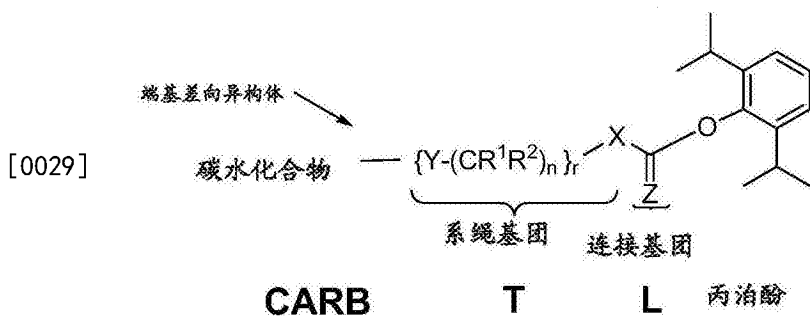 端基差向异构体
[0029]
碳水化合物
{Y-(CR¹R²)ₙ}ᵣ
X
O
Z
系绳基团
连接基团
CARB
T
L
丙泊酚